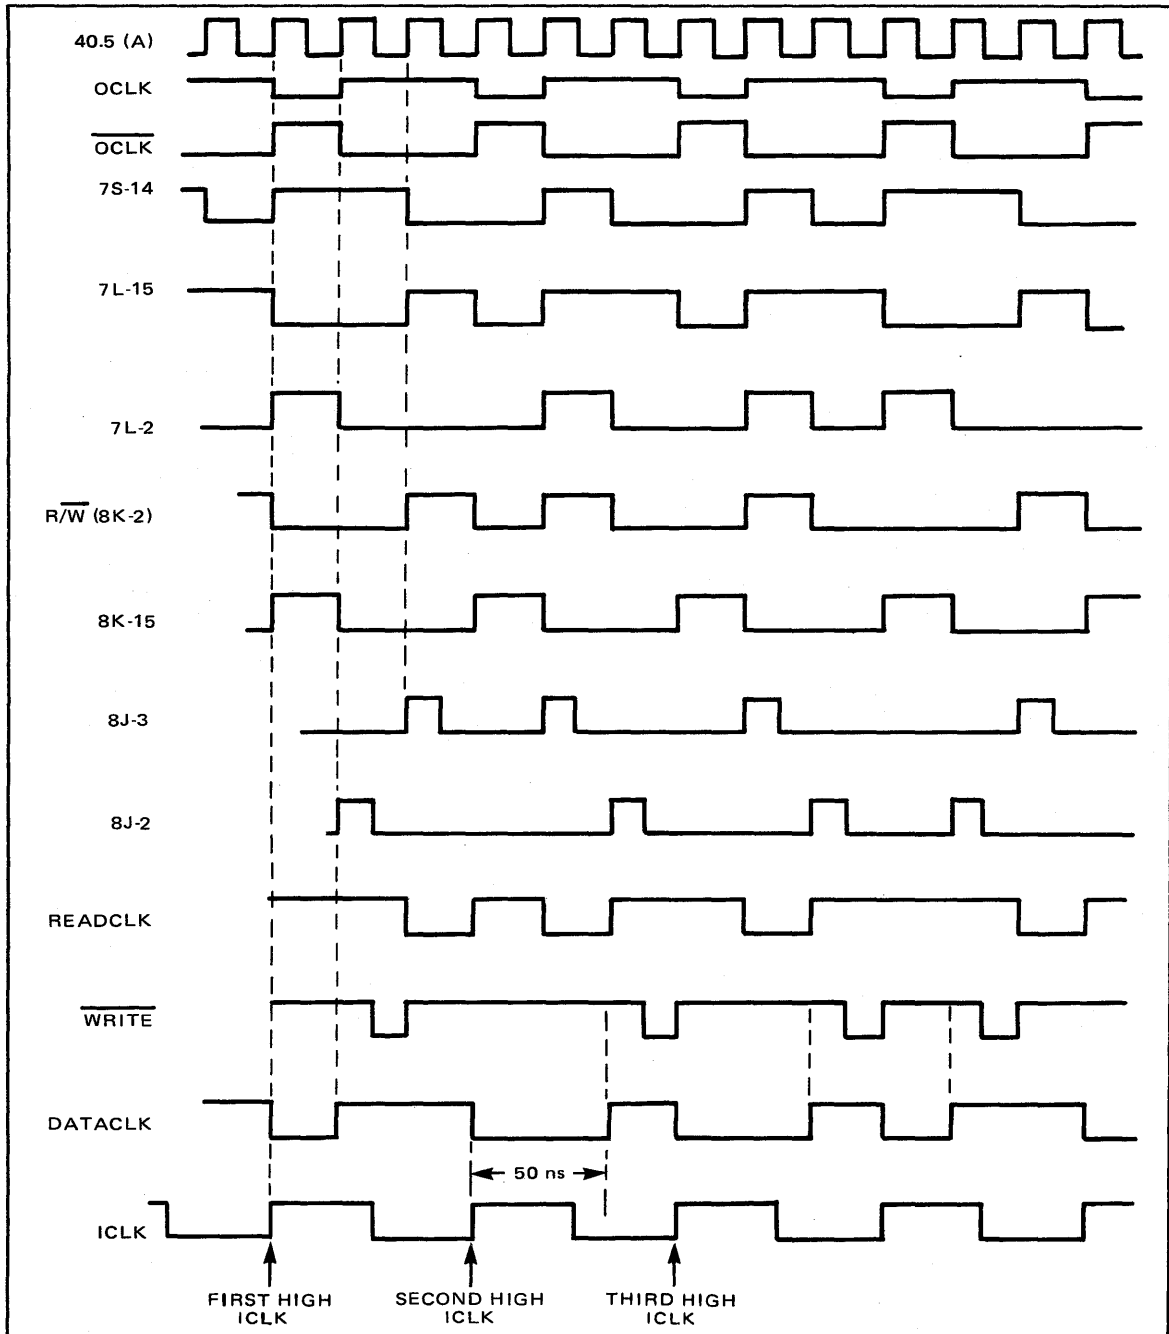 40.5 (A)
OCLK
OCLK
7S-14
7L-15
7L-2
R/W (8K-2)
8K-15
8J-3
8J-2
READCLK
WRITE
DATACLK
50 ns
ICLK
FIRST HIGH
ICLK
SECOND HIGH
ICLK
THIRD HIGH
ICLK